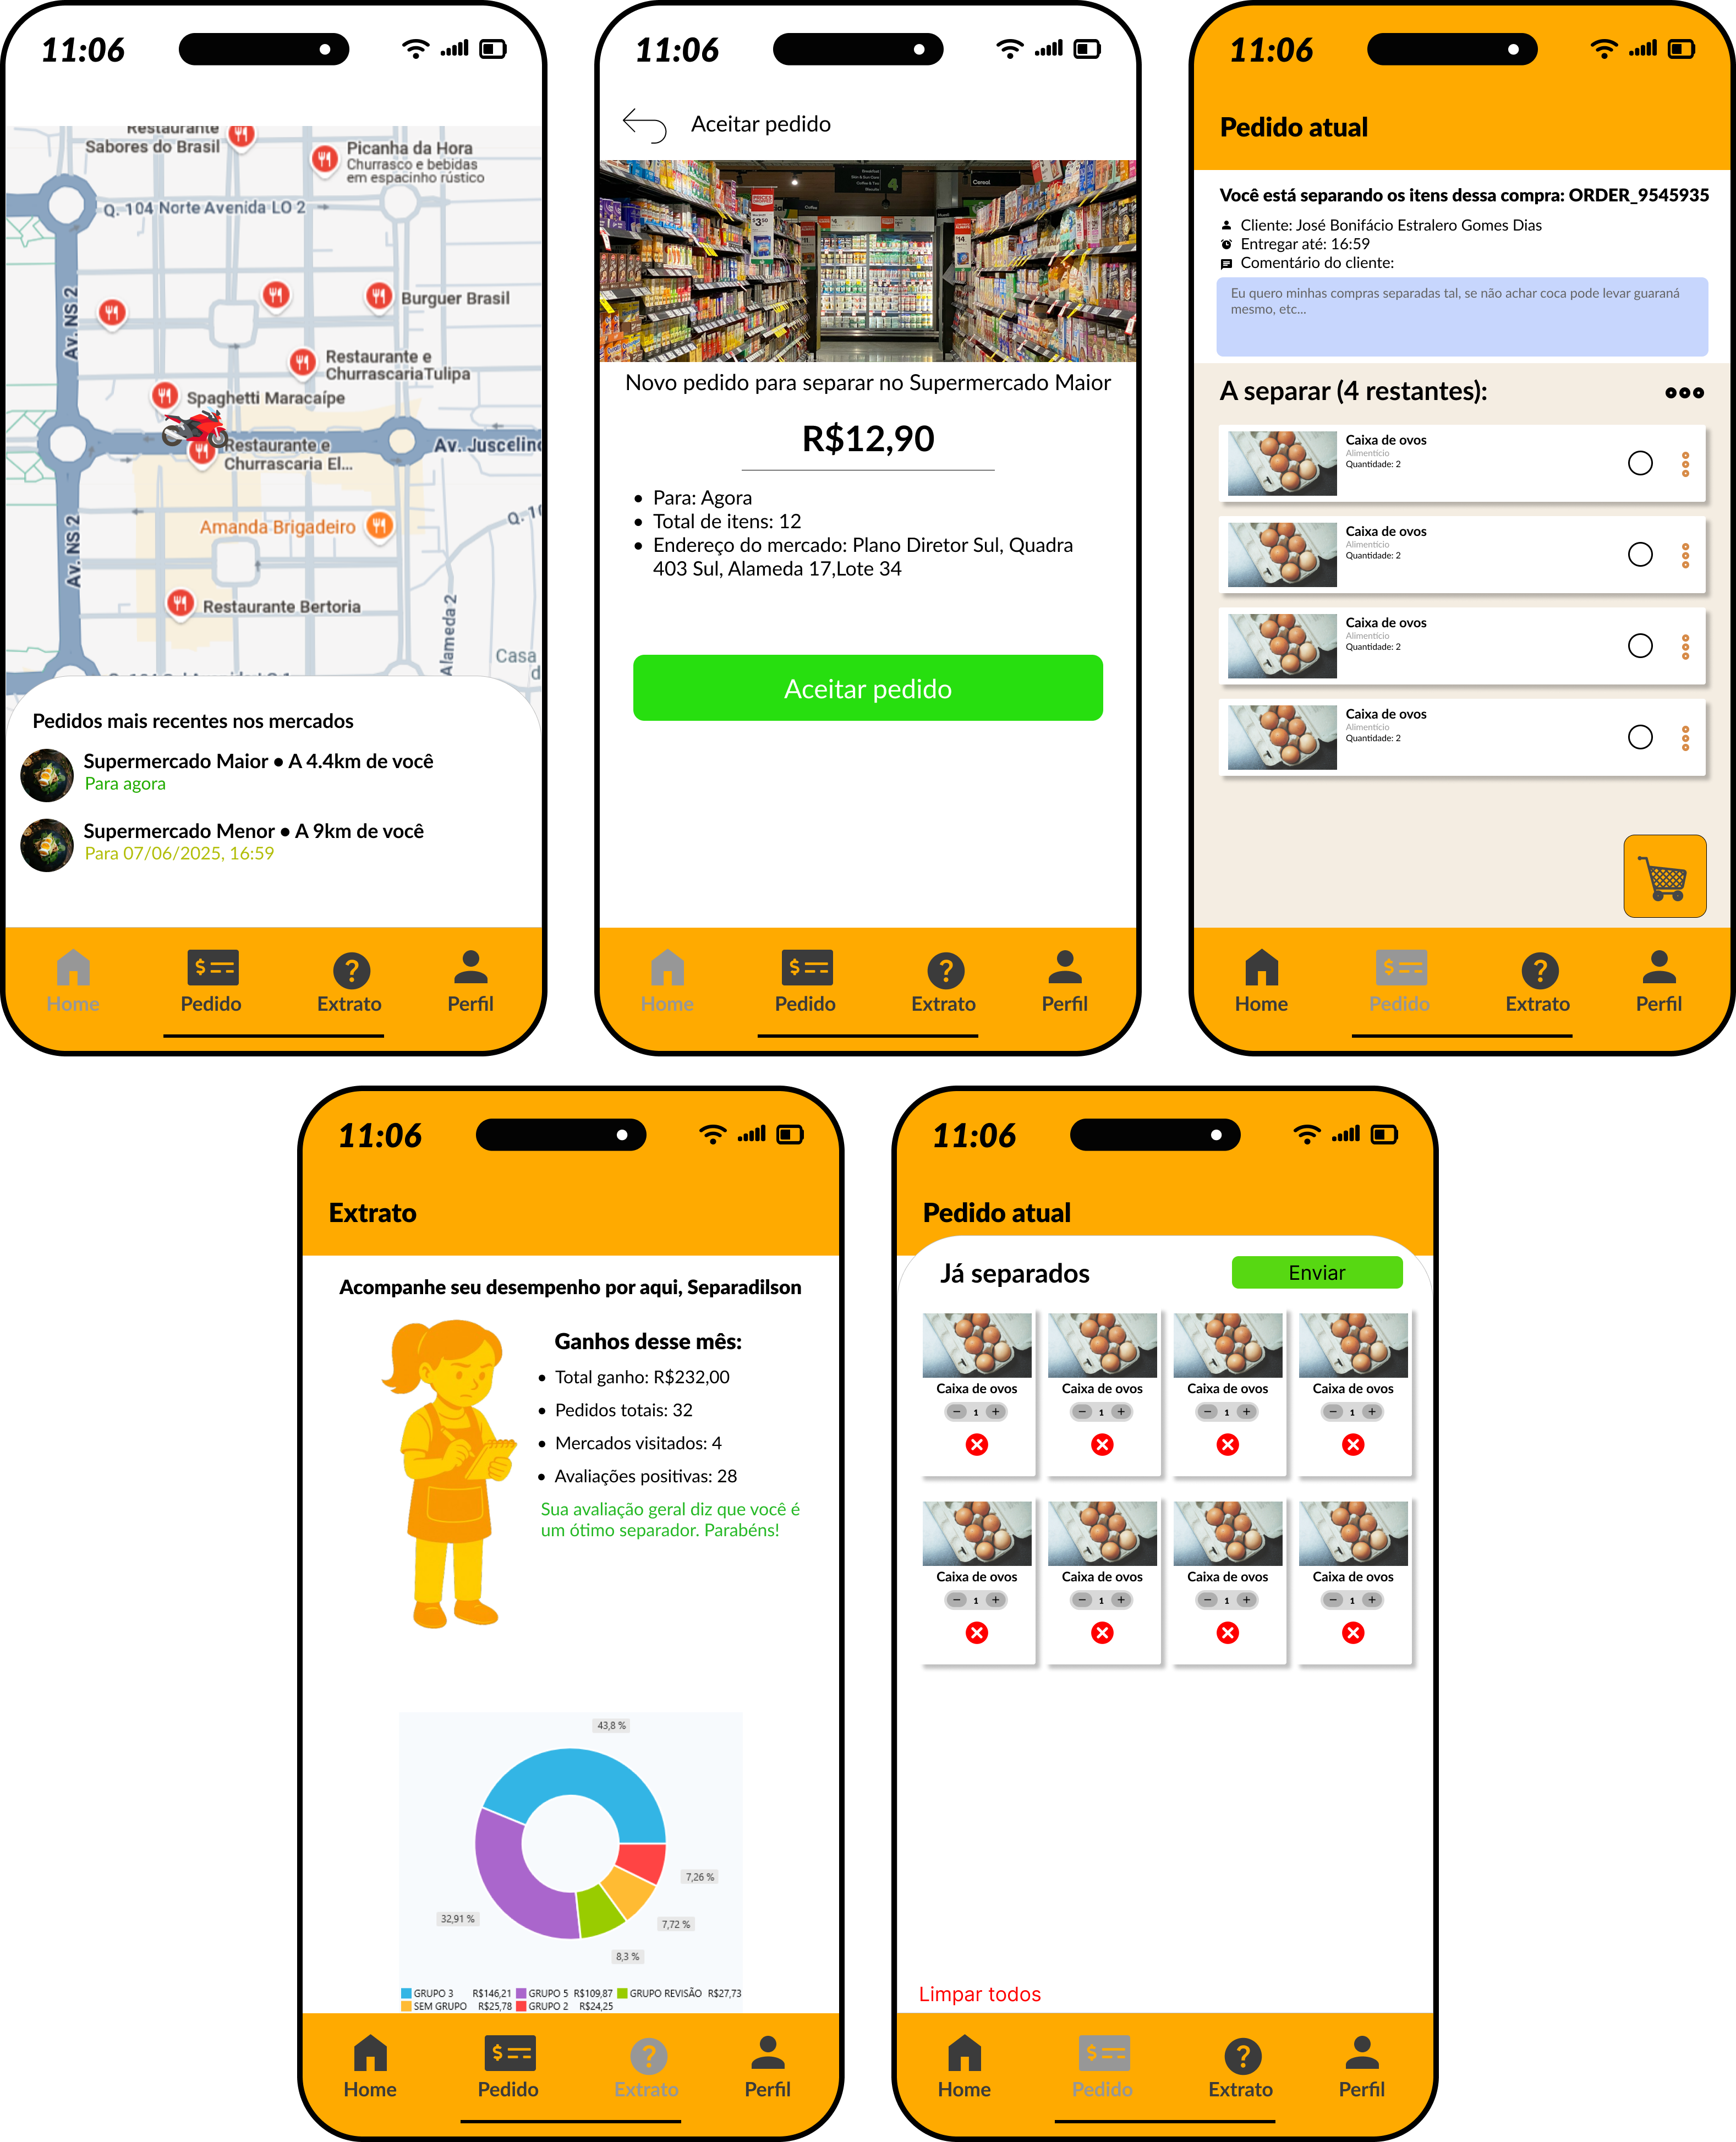 11:06
Restaurante
Sabores do Brasil
Picanha da Hora
Churrasco e bebidas
em espacinho rústico
Q. 104 Norte Avenida LO 2
Av. NS 2
Burguer Brasil
Restaurante e
Churrascaria Tulipa
Spaghetti Maracaípe
Restaurante e
Churrascaria El...
Av. Juscelino
Amanda Brigadeiro
Av. NS 2
Restaurante Bertoria
Alameda 2
Casa
Pedidos mais recentes nos mercados
Supermercado Maior • A 4.4km de você
Para agora
Supermercado Menor • A 9km de você
Para 07/06/2025, 16:59
Home
Pedido
Extrato
Perfil
11:06
Aceitar pedido
Novo pedido para separar no Supermercado Maior
R$12,90
• Para: Agora
• Total de itens: 12
• Endereço do mercado: Plano Diretor Sul, Quadra
403 Sul, Alameda 17,Lote 34
Aceitar pedido
Home
Pedido
Extrato
Perfil
11:06
Pedido atual
Você está separando os itens dessa compra: ORDER_9545935
Cliente: José Bonifácio Estralero Gomes Dias
Entregar até: 16:59
Comentário do cliente:
Eu quero minhas compras separadas tal, se não achar coca pode levar guaraná
mesmo, etc...
A separar (4 restantes):
Caixa de ovos
Alimentício
Quantidade: 2
Caixa de ovos
Alimentício
Quantidade: 2
Caixa de ovos
Alimentício
Quantidade: 2
Caixa de ovos
Alimentício
Quantidade: 2
Home
Pedido
Extrato
Perfil
11:06
Extrato
Acompanhe seu desempenho por aqui, Separadilson
Ganhos desse mês:
• Total ganho: R$232,00
• Pedidos totais: 32
• Mercados visitados: 4
• Avaliações positivas: 28
Sua avaliação geral diz que você é
um ótimo separador. Parabéns!
43,8 %
7,26 %
32,91 %
7,72 %
8,3 %
GRUPO 3 R$146,21 GRUPO 5 R$109,87 GRUPO REVISÃO R$27,73
SEM GRUPO R$25,78 GRUPO 2 R$24,25
Home
Pedido
Extrato
Perfil
11:06
Pedido atual
Já separados
Enviar
Caixa de ovos Caixa de ovos Caixa de ovos Caixa de ovos
− 1 + − 1 + − 1 + − 1 +
Caixa de ovos Caixa de ovos Caixa de ovos Caixa de ovos
− 1 + − 1 + − 1 + − 1 +
Limpar todos
Home
Pedido
Extrato
Perfil